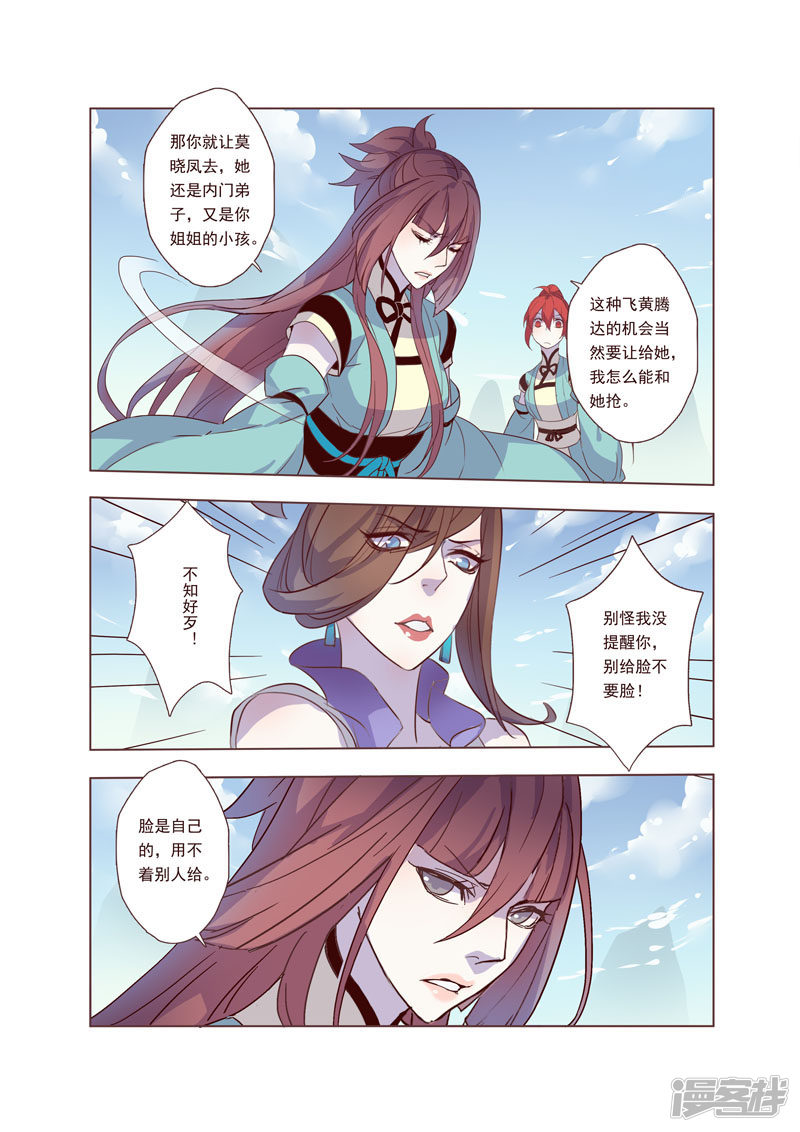 那你就让莫
晓凤去，她
还是内门弟
子，又是你
姐姐的小孩。
这种飞黄腾
达的机会当
然要让给她，
我怎么能和
她抢。
不知好歹！
别怪我没
提醒你，
别给脸不
要脸！
脸是自己
的，用不
着别人给。
漫客栈